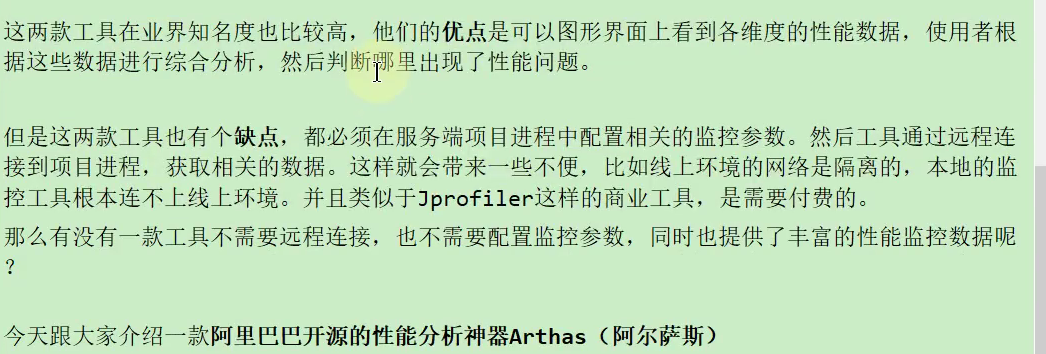 这两款工具在业界知名度也比较高，他们的优点是可以图形界面上看到各维度的性能数据，使用者根
据这些数据进行综合分析，然后判断哪里出现了性能问题。
但是这两款工具也有个缺点，都必须在服务端项目进程中配置相关的监控参数。然后工具通过远程连
接到项目进程，获取相关的数据。这样就会带来一些不便，比如线上环境的网络是隔离的，本地的监
控工具根本连不上线上环境。并且类似于Jprofiler这样的商业工具，是需要付费的。
那么有没有一款工具不需要远程连接，也不需要配置监控参数，同时也提供了丰富的性能监控数据呢
？
今天跟大家介绍一款阿里巴巴开源的性能分析神器Arthas（阿尔萨斯）